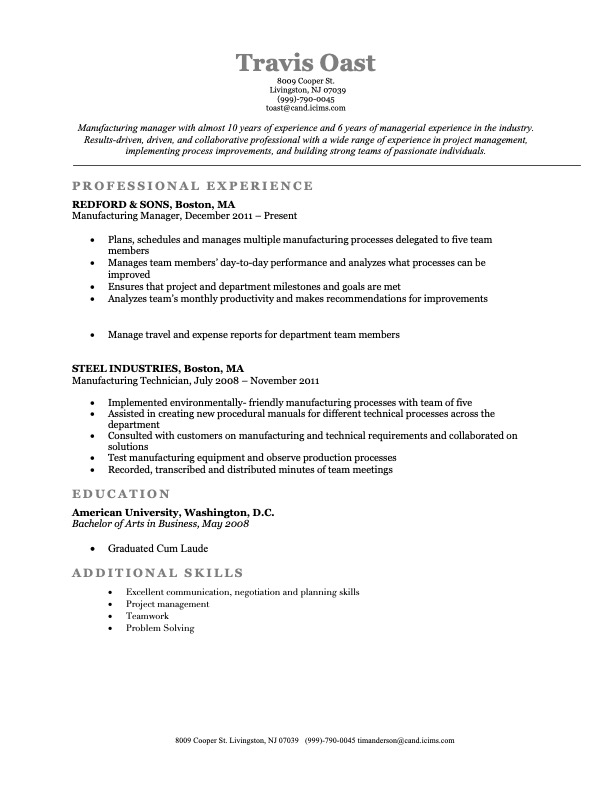 Travis Oast
8009 Cooper St.
Livingston, NJ 07039
(999)-790-0045
toast@cand.icims.com
Manufacturing manager with almost 10 years of experience and 6 years of managerial experience in the industry.
Results-driven, driven, and collaborative professional with a wide range of experience in project management,
implementing process improvements, and building strong teams of passionate individuals.
PROFESSIONAL EXPERIENCE
REDFORD & SONS, Boston, MA
Manufacturing Manager, December 2011 – Present
• Plans, schedules and manages multiple manufacturing processes delegated to five team
members
• Manages team members' day-to-day performance and analyzes what processes can be
improved
• Ensures that project and department milestones and goals are met
• Analyzes team's monthly productivity and makes recommendations for improvements
• Manage travel and expense reports for department team members
STEEL INDUSTRIES, Boston, MA
Manufacturing Technician, July 2008 – November 2011
• Implemented environmentally- friendly manufacturing processes with team of five
• Assisted in creating new procedural manuals for different technical processes across the
department
• Consulted with customers on manufacturing and technical requirements and collaborated on
solutions
• Test manufacturing equipment and observe production processes
• Recorded, transcribed and distributed minutes of team meetings
EDUCATION
American University, Washington, D.C.
Bachelor of Arts in Business, May 2008
• Graduated Cum Laude
ADDITIONAL SKILLS
• Excellent communication, negotiation and planning skills
• Project management
• Teamwork
• Problem Solving
8009 Cooper St. Livingston, NJ 07039 (999)-790-0045 timanderson@cand.icims.com